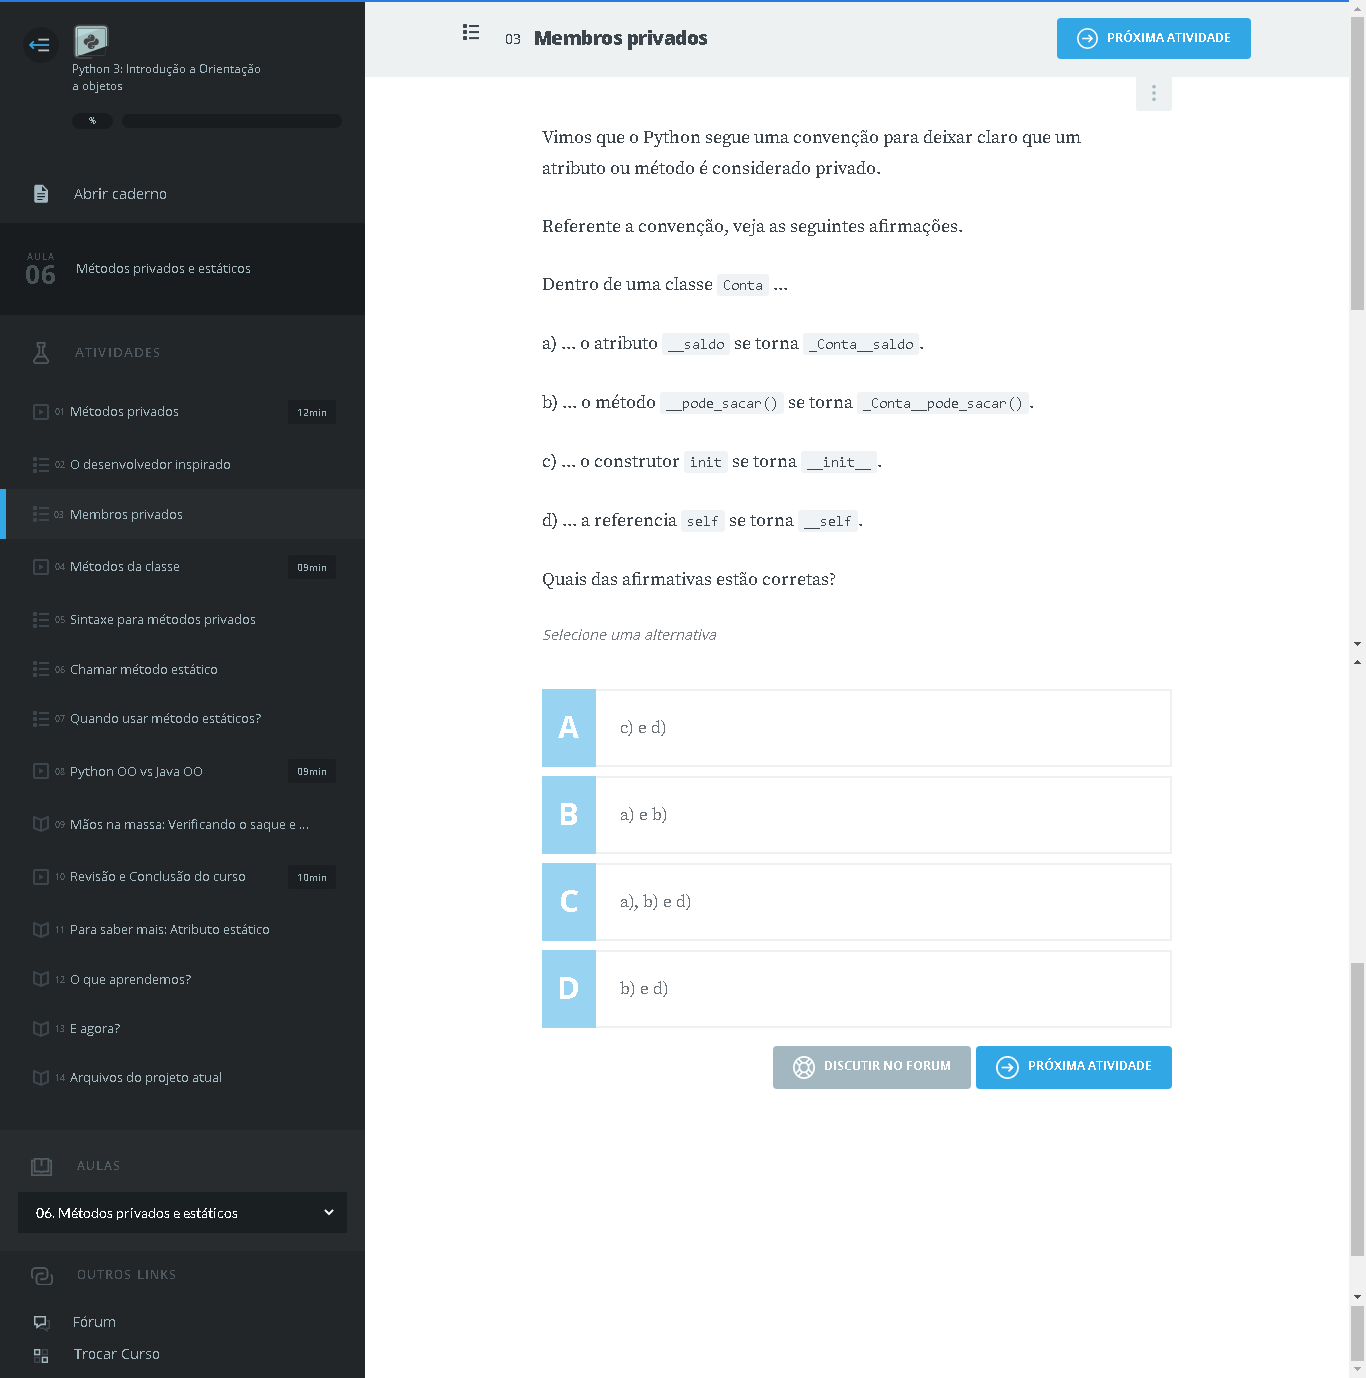 Python 3: Introdução a Orientação
a objetos
%
Abrir caderno
AULA
06
Métodos privados e estáticos
ATIVIDADES
01 Métodos privados 12min
02 O desenvolvedor inspirado
03 Membros privados
04 Métodos da classe 09min
05 Sintaxe para métodos privados
06 Chamar método estático
07 Quando usar método estáticos?
08 Python OO vs Java OO 09min
09 Mãos na massa: Verificando o saque e ...
10 Revisão e Conclusão do curso 10min
11 Para saber mais: Atributo estático
12 O que aprendemos?
13 E agora?
14 Arquivos do projeto atual
AULAS
06. Métodos privados e estáticos
OUTROS LINKS
Fórum
Trocar Curso
03 Membros privados
PRÓXIMA ATIVIDADE
Vimos que o Python segue uma convenção para deixar claro que um
atributo ou método é considerado privado.
Referente a convenção, veja as seguintes afirmações.
Dentro de uma classe Conta ...
a) ... o atributo __saldo se torna _Conta__saldo.
b) ... o método __pode_sacar() se torna _Conta__pode_sacar().
c) ... o construtor init se torna __init__.
d) ... a referencia self se torna __self.
Quais das afirmativas estão corretas?
Selecione uma alternativa
A c) e d)
B a) e b)
C a), b) e d)
D b) e d)
DISCUTIR NO FORUM
PRÓXIMA ATIVIDADE